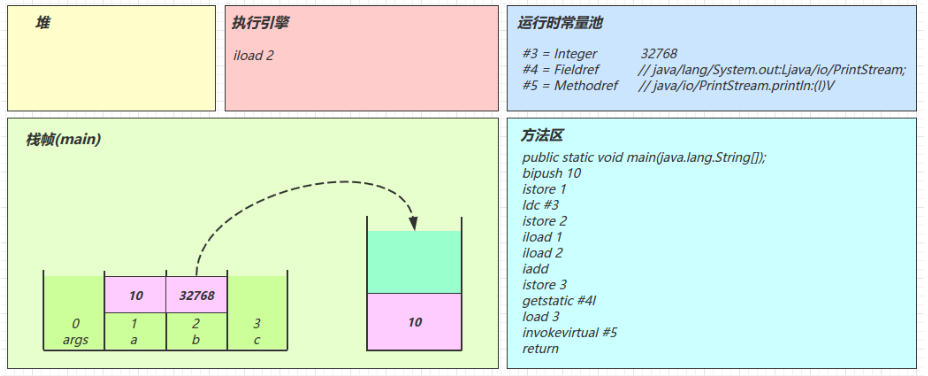 堆
执行引擎
iload 2
运行时常量池
#3 = Integer 32768
#4 = Fieldref // java/lang/System.out:Ljava/io/PrintStream;
#5 = Methodref // java/io/PrintStream.println:(I)V
栈帧(main)
10 32768
0 1 2 3
args a b c
10
方法区
public static void main(java.lang.String[]);
bipush 10
istore 1
ldc #3
istore 2
iload 1
iload 2
iadd
istore 3
getstatic #4I
load 3
invokevirtual #5
return